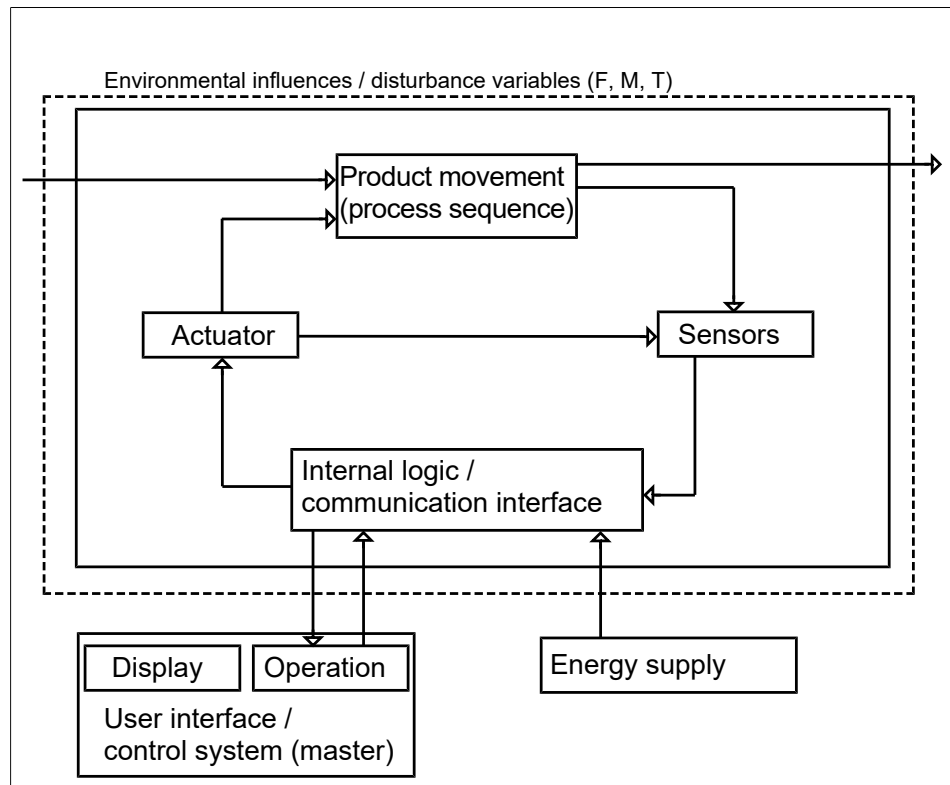 Environmental influences / disturbance variables (F, M, T)
Product movement
(process sequence)
Actuator
Sensors
Internal logic /
communication interface
Display
Operation
Energy supply
User interface /
control system (master)